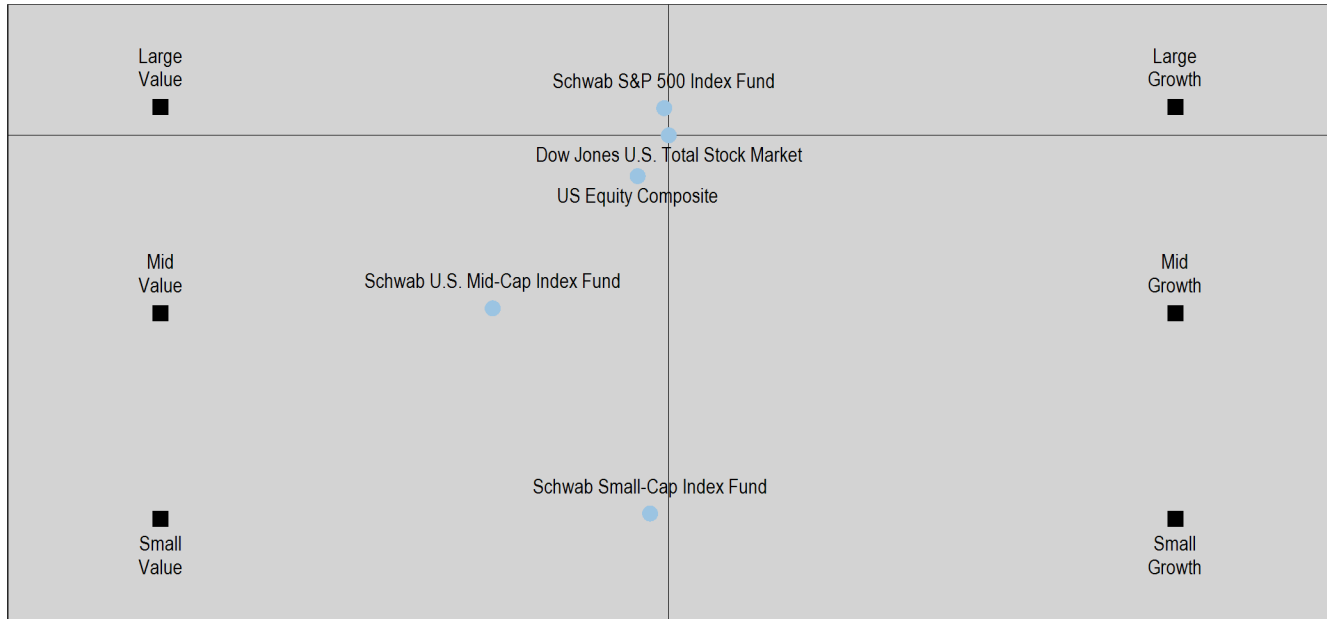 Large
Value
Schwab S&P 500 Index Fund
Large
Growth
Dow Jones U.S. Total Stock Market
US Equity Composite
Mid
Value
Schwab U.S. Mid-Cap Index Fund
Mid
Growth
Schwab Small-Cap Index Fund
Small
Value
Small
Growth